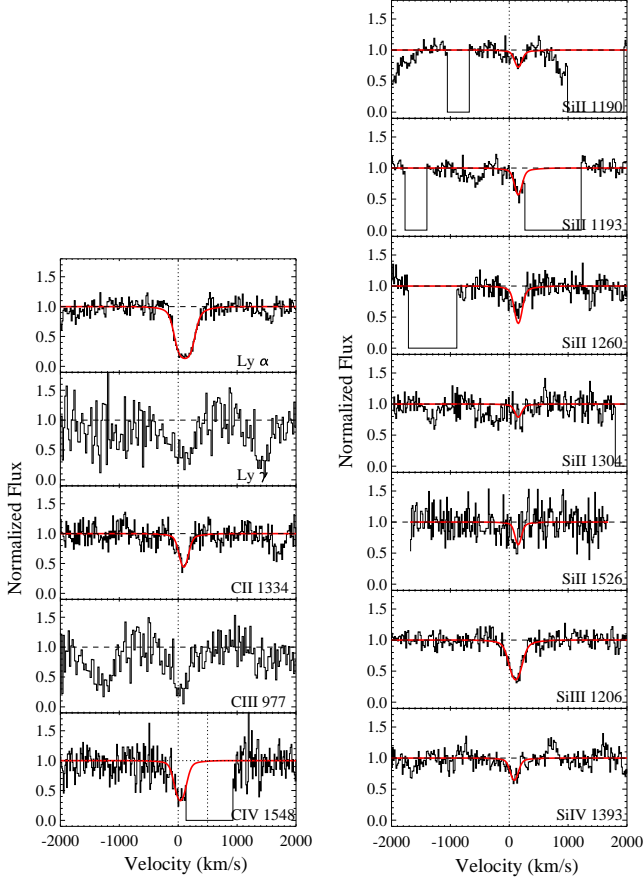 1.5
1.0
0.5
0.0
Ly α
1.5
1.0
0.5
0.0
Ly γ
1.5
1.0
0.5
0.0
CII 1334
1.5
1.0
0.5
0.0
CIII 977
1.5
1.0
0.5
0.0
CIV 1548
-2000 -1000 0 1000 2000
Velocity (km/s)
Normalized Flux
1.5
1.0
0.5
0.0
SiII 1190
1.5
1.0
0.5
0.0
SiII 1193
1.5
1.0
0.5
0.0
SiII 1260
1.5
1.0
0.5
0.0
SiII 1304
1.5
1.0
0.5
0.0
SiII 1526
1.5
1.0
0.5
0.0
SiIII 1206
1.5
1.0
0.5
0.0
SiIV 1393
-2000 -1000 0 1000 2000
Velocity (km/s)
Normalized Flux